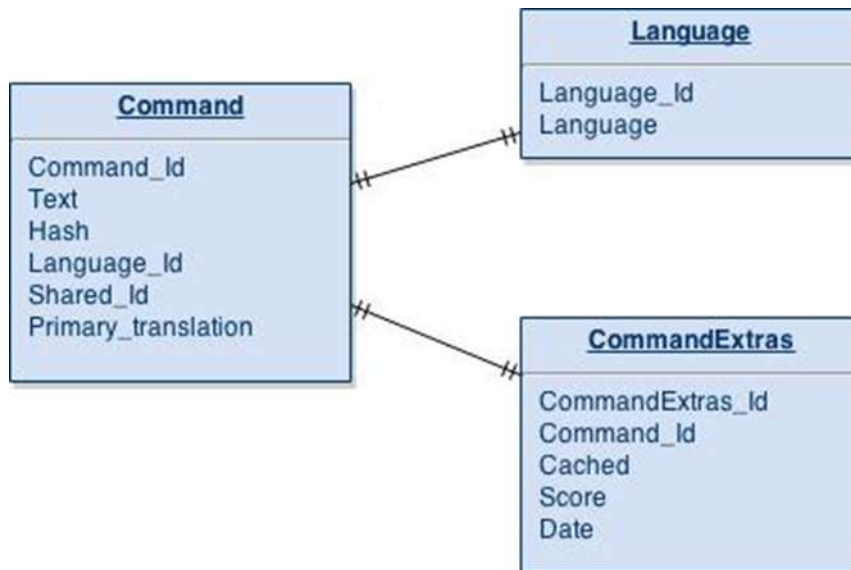 Command
Command_Id
Text
Hash
Language_Id
Shared_Id
Primary_translation
Language
Language_Id
Language
CommandExtras
CommandExtras_Id
Command_Id
Cached
Score
Date